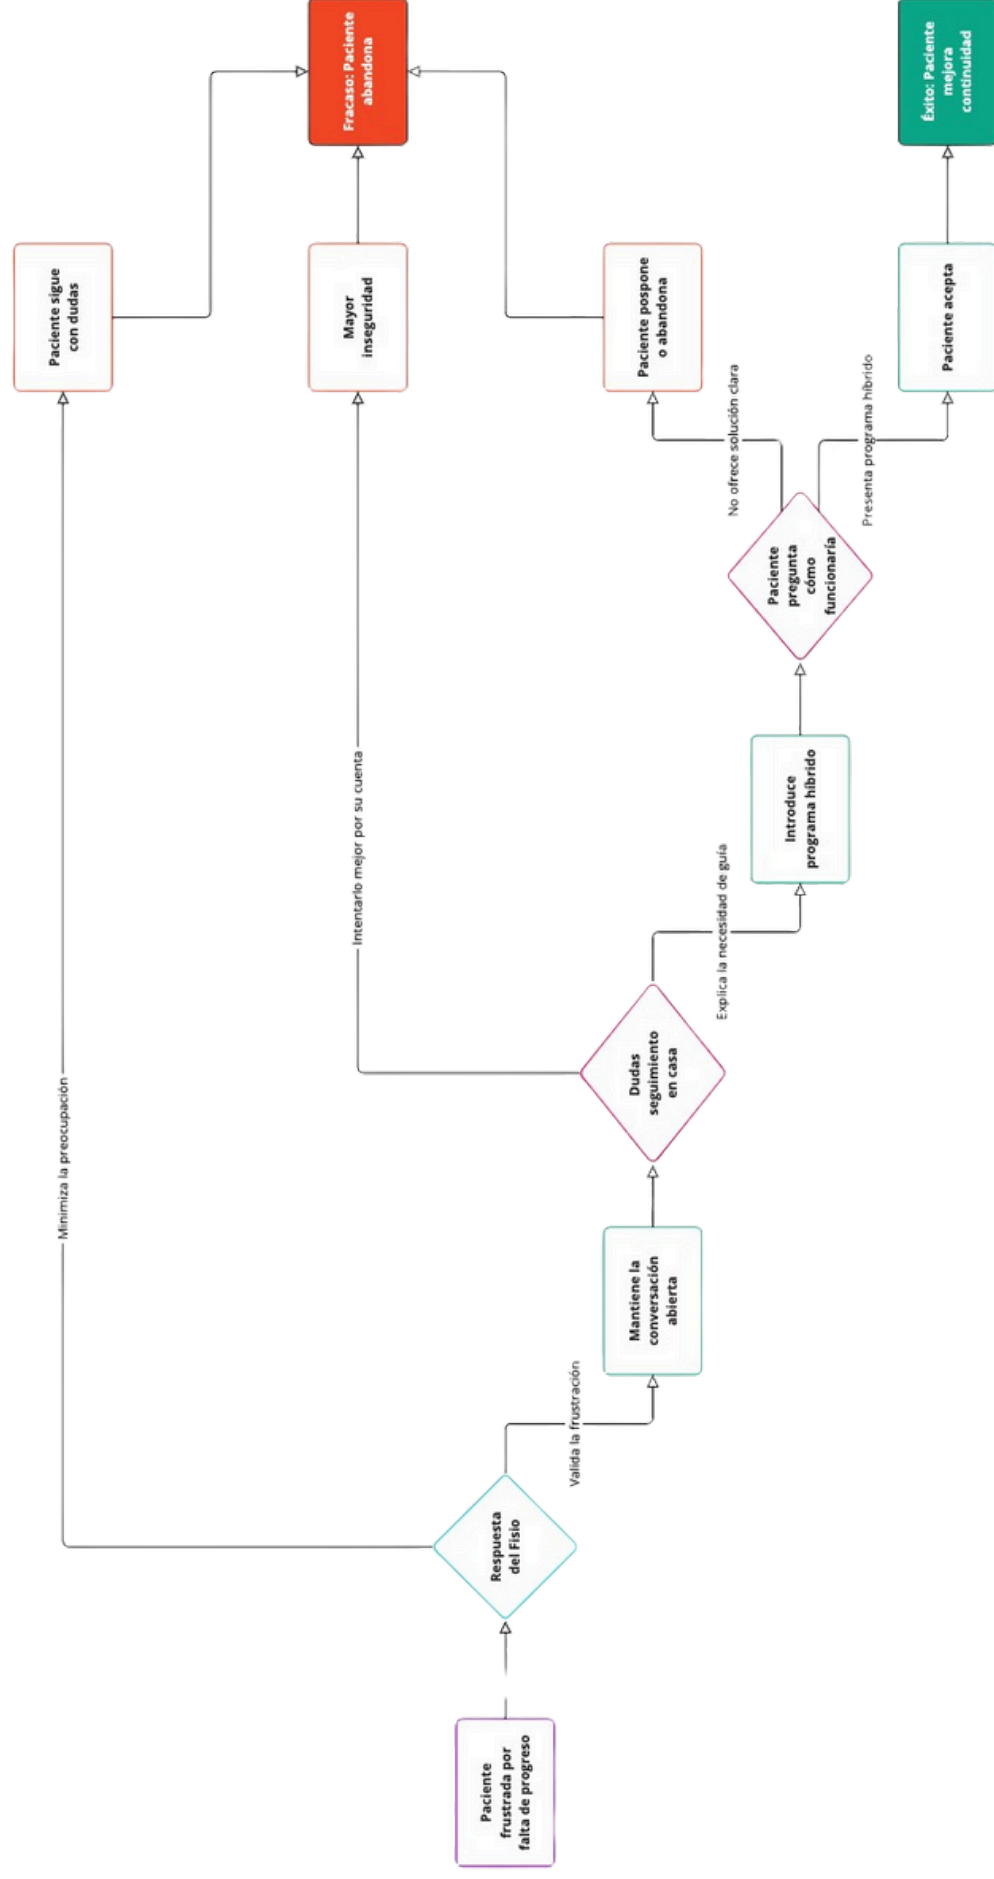 Paciente
frustrada por
falta de progreso
Respuesta
del Fisio
Minimiza la preocupación
Valida la frustración
Paciente sigue
con dudas
Mantiene la
conversación
abierta
Dudas
seguimiento
en casa
Intentarlo mejor por su cuenta
Explica la necesidad de guía
Mayor
inseguridad
Introduce
programa híbrido
Paciente
pregunta
cómo
funcionaría
No ofrece solución clara
Presenta programa híbrido
Paciente pospone
o abandona
Paciente acepta
Fracaso: Paciente
abandona
Éxito: Paciente
mejora
continuidad